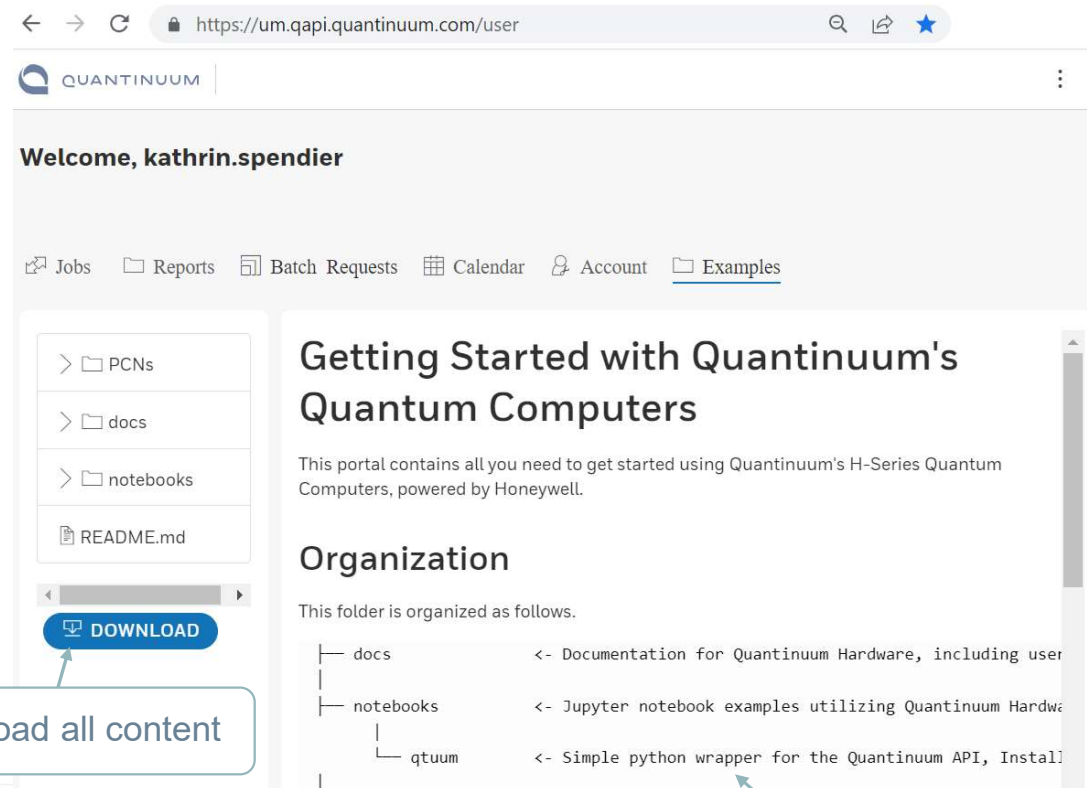 https://um.qapi.quantinuum.com/user
QUANTINUUM
Welcome, kathrin.spendier
Jobs Reports Batch Requests Calendar Account Examples
PCNs
docs
notebooks
README.md
DOWNLOAD
oad all content
Getting Started with Quantinuum's
Quantum Computers
This portal contains all you need to get started using Quantinuum's H-Series Quantum
Computers, powered by Honeywell.
Organization
This folder is organized as follows.
├── docs <- Documentation for Quantinuum Hardware, including user
│
├── notebooks <- Jupyter notebook examples utilizing Quantinuum Hardwa
│
└── qtuum <- Simple python wrapper for the Quantinuum API, Install
│